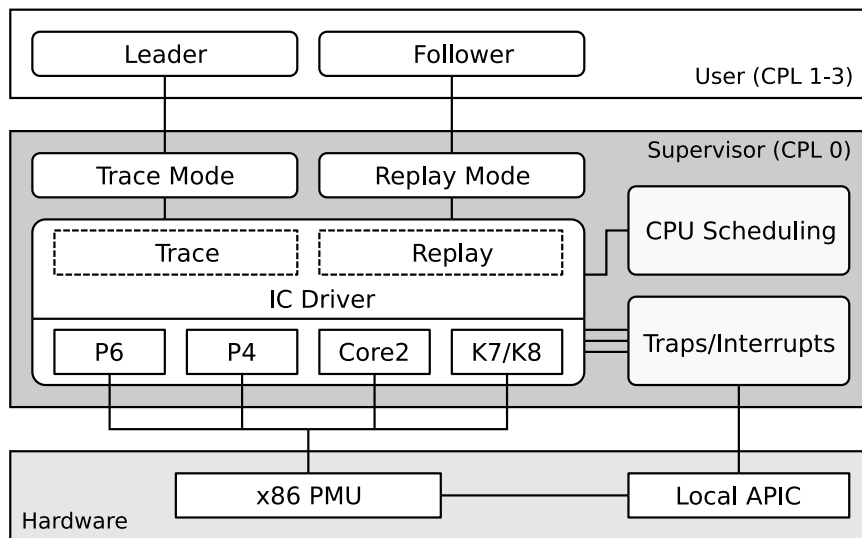 Leader
Follower
User (CPL 1-3)
Supervisor (CPL 0)
Trace Mode
Replay Mode
CPU Scheduling
Trace
Replay
IC Driver
P6
P4
Core2
K7/K8
Traps/Interrupts
x86 PMU
Local APIC
Hardware